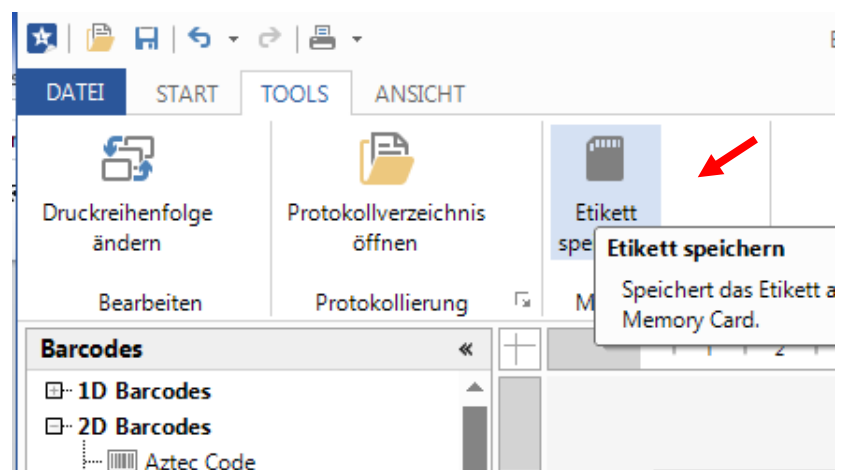 DATEI START TOOLS ANSICHT
Druckreihenfolge
ändern
Protokollverzeichnis
öffnen
Etikett
Bearbeiten
Protokollierung
Etikett speichern
Speichert das Etikett
Memory Card.
Barcodes
2
1D Barcodes
2D Barcodes
Aztec Code